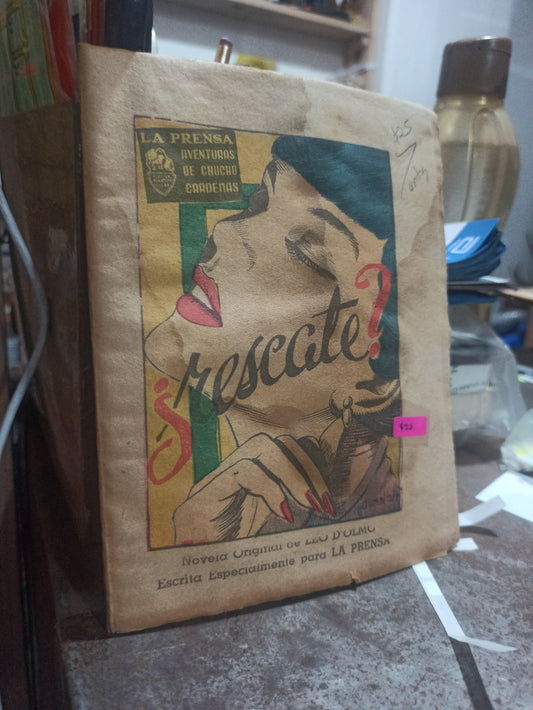 LA PRENSA
AVENTURAS
DE CHUCHO
CARDENAS
¿rescate?
Novela Original de LEO D'OLMO
Escrita Especialmente para LA PRENSA